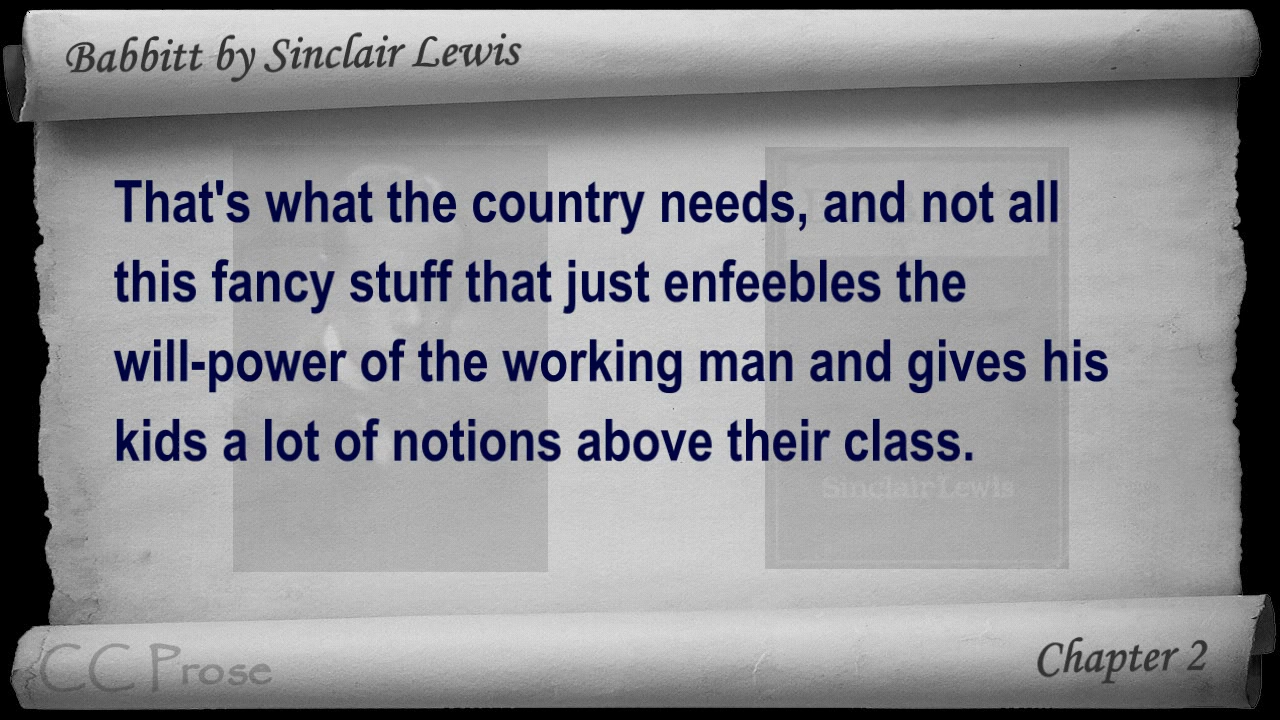 Babbitt by Sinclair Lewis
That's what the country needs, and not all
this fancy stuff that just enfeebles the
will-power of the working man and gives his
kids a lot of notions above their class.
Sinclair Lewis
CC Prose
Chapter 2